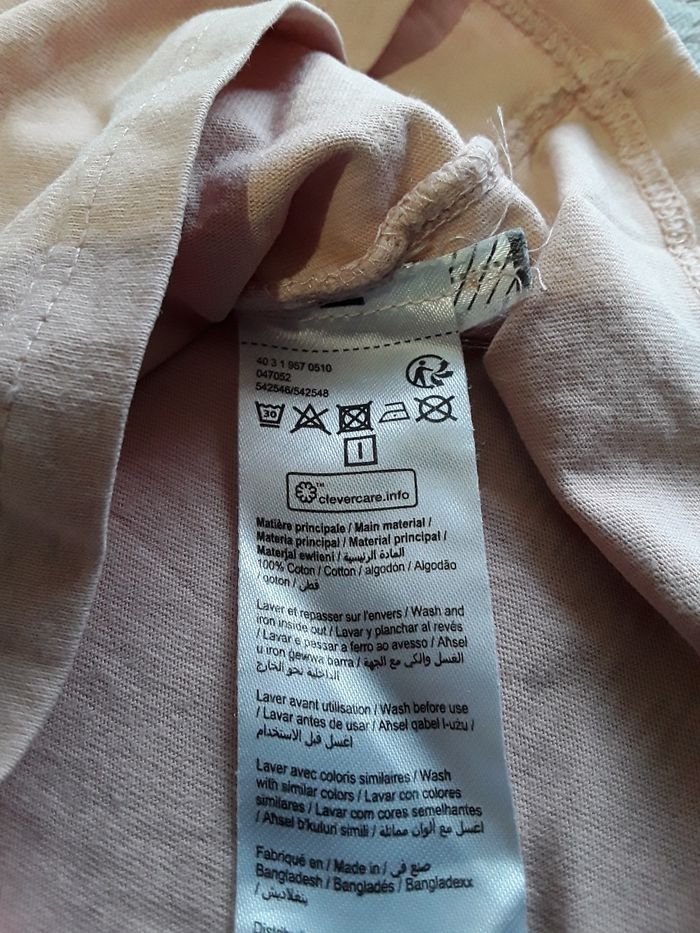 40 3 1 957 0510
047052
542546/542548
30
™
clevercare.info
Matière principale / Main material /
Materia principal / Material principal /
Materjal ewlieni / المادة الرئيسية
100% Coton / Cotton / algodón / Algodão
/ qoton / قطن
Laver et repasser sur l'envers / Wash and
iron inside out / Lavar y planchar al revés
/ Lavar e passar a ferro ao avesso / Aħsel
u iron ġewwa barra / الغسل والكي مع الجهة
الداخلية نحو الخارج
Laver avant utilisation / Wash before use
/ Lavar antes de usar / Aħsel qabel l-użu /
اغسل قبل الاستخدام
Laver avec coloris similaires / Wash
with similar colors / Lavar con colores
similares / Lavar com cores semelhantes
/ Aħsel b'kuluri simili / اغسل مع ألوان مماثلة
Fabriqué en / Made in / صنع في
Bangladesh / Bangladés / Bangladexx
/ بنغلاديش